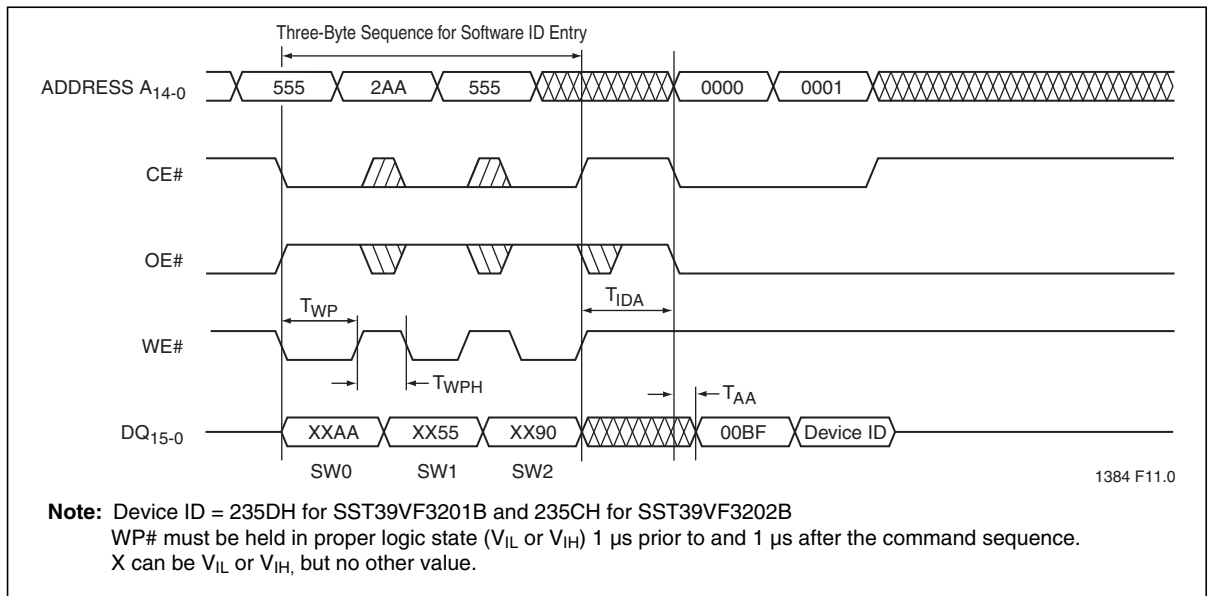 Three-Byte Sequence for Software ID Entry
ADDRESS A14-0 555 2AA 555 0000 0001
CE#
OE#
TWP TIDA
WE#
TWPH TAA
DQ15-0 XXAA XX55 XX90 00BF Device ID
SW0 SW1 SW2
1384 F11.0
Note: Device ID = 235DH for SST39VF3201B and 235CH for SST39VF3202B
WP# must be held in proper logic state (VIL or VIH) 1 µs prior to and 1 µs after the command sequence.
X can be VIL or VIH, but no other value.